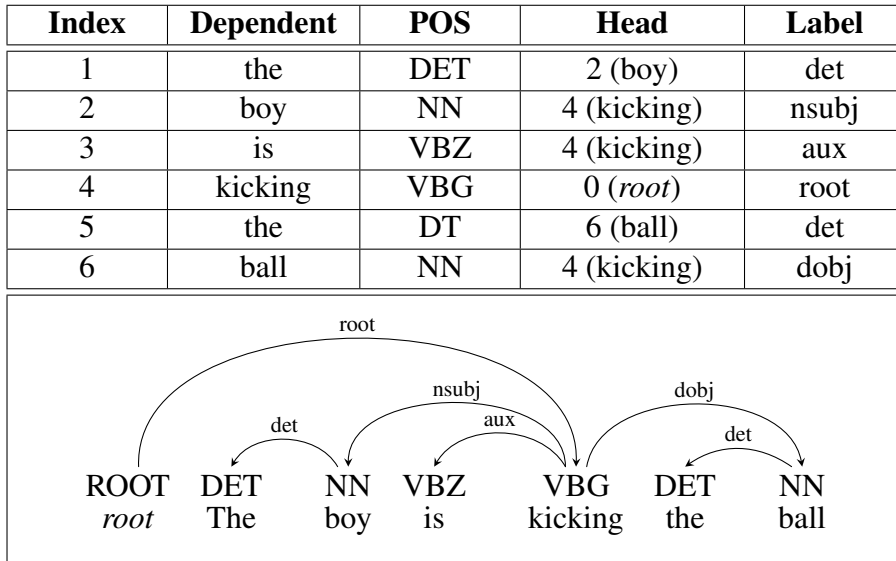 Index Dependent POS Head Label
1 the DET 2 (boy) det
2 boy NN 4 (kicking) nsubj
3 is VBZ 4 (kicking) aux
4 kicking VBG 0 (root) root
5 the DT 6 (ball) det
6 ball NN 4 (kicking) dobj
root
nsubj dobj
det aux det
ROOT DET NN VBZ VBG DET NN
root The boy is kicking the ball